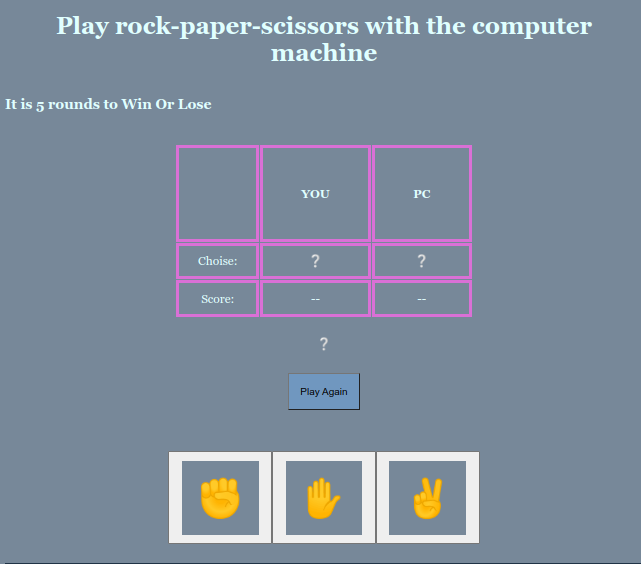 Play rock-paper-scissors with the computer
machine
It is 5 rounds to Win Or Lose
YOU PC
Choise: ? ?
Score: -- --
?
Play Again